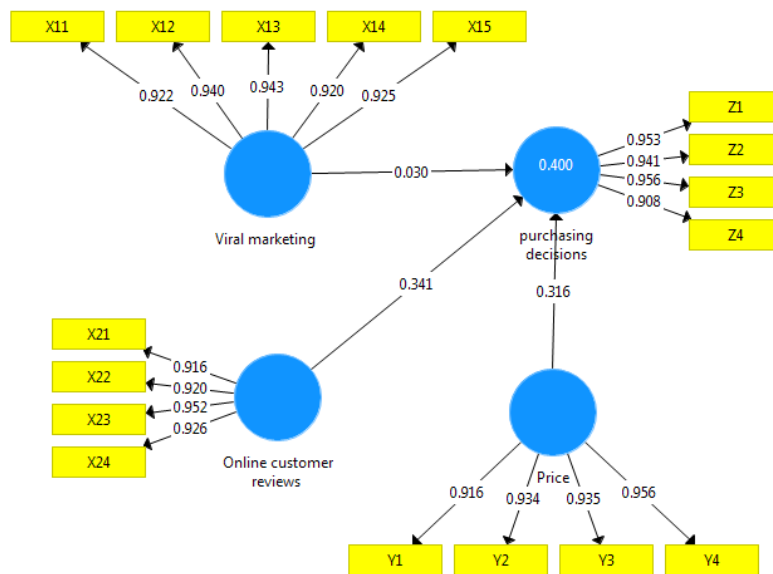 X11 X12 X13 X14 X15
0.922 0.940 0.943 0.920 0.925
Viral marketing
0.030
0.400
purchasing
decisions
0.953
0.941
0.956
0.908
Z1
Z2
Z3
Z4
0.341
0.316
X21
X22
X23
X24
0.916
0.920
0.952
0.926
Online customer
reviews
Price
0.916 0.934 0.935 0.956
Y1 Y2 Y3 Y4